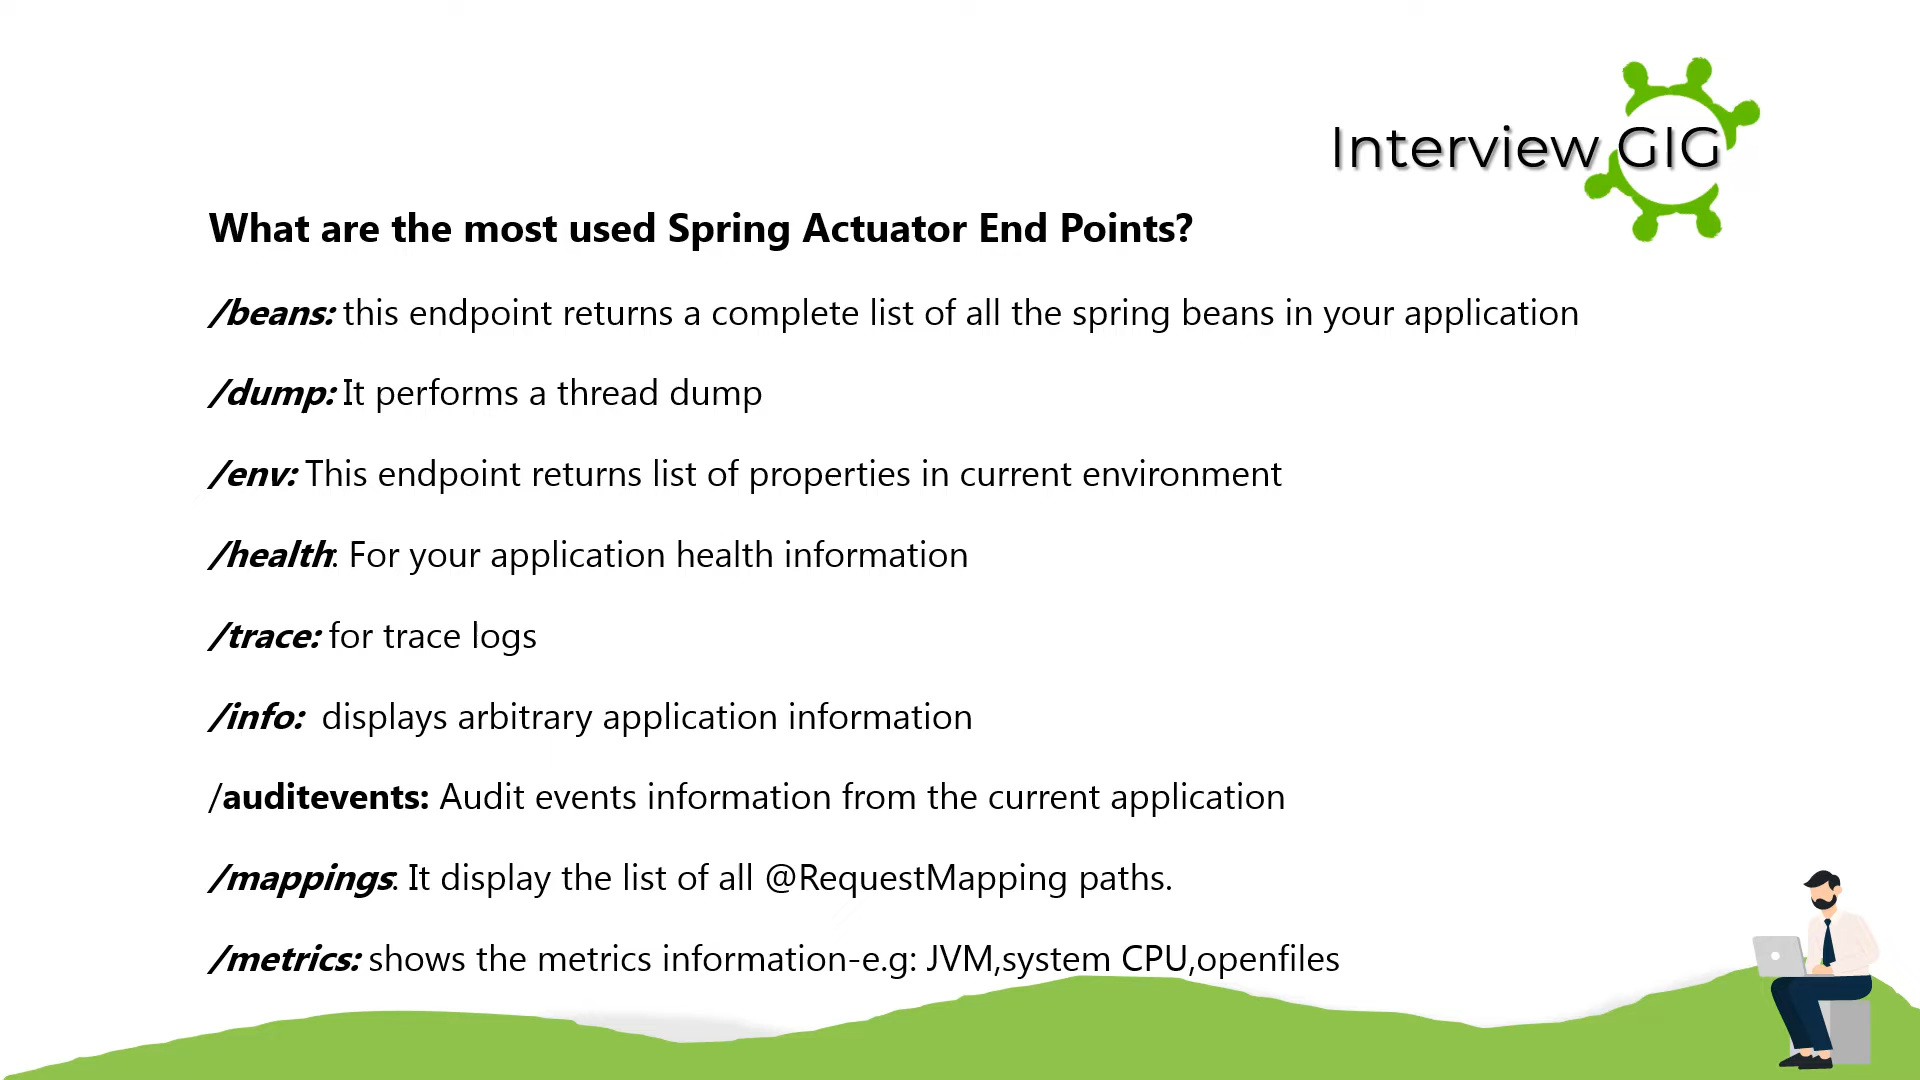 Interview GIG
What are the most used Spring Actuator End Points?
/beans: this endpoint returns a complete list of all the spring beans in your application
/dump: It performs a thread dump
/env: This endpoint returns list of properties in current environment
/health: For your application health information
/trace: for trace logs
/info:  displays arbitrary application information
/auditevents: Audit events information from the current application
/mappings: It display the list of all @RequestMapping paths.
/metrics: shows the metrics information-e.g: JVM,system CPU,openfiles